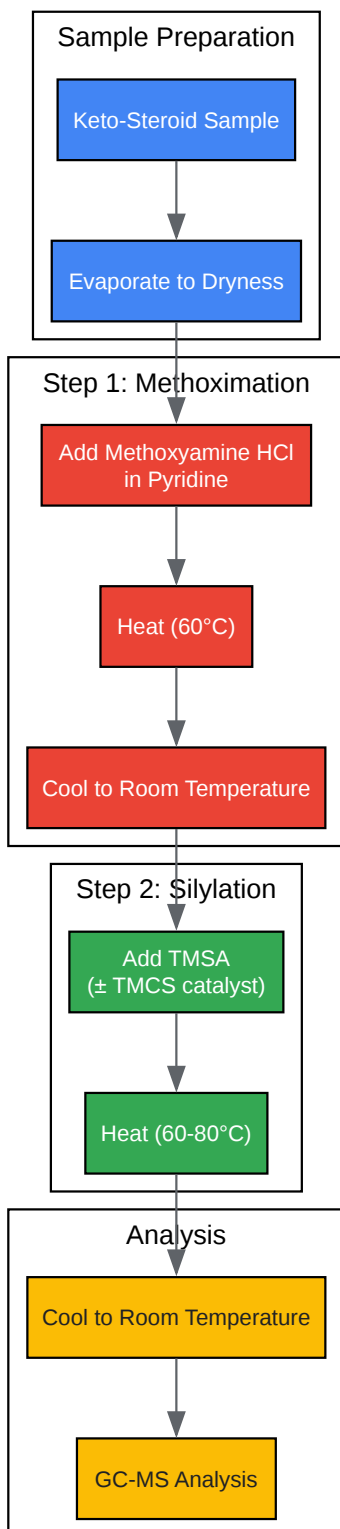 Sample Preparation
Keto-Steroid Sample
Evaporate to Dryness
Step 1: Methoximation
Add Methoxyamine HCl
in Pyridine
Heat (60°C)
Cool to Room Temperature
Step 2: Silylation
Add TMSA
(± TMCS catalyst)
Heat (60-80°C)
Analysis
Cool to Room Temperature
GC-MS Analysis